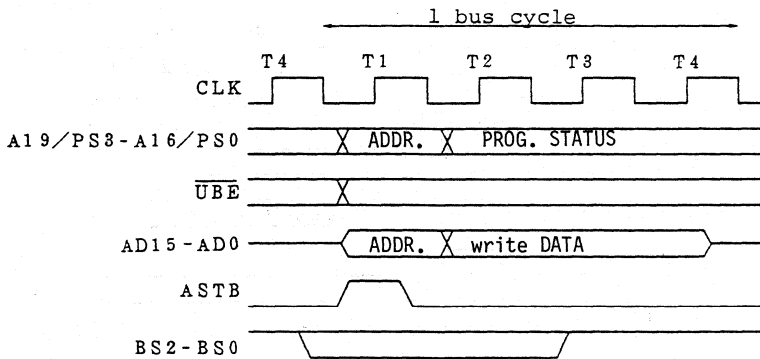 1 bus cycle
T4 T1 T2 T3 T4
CLK
A19/PS3-A16/PS0 ADDR. PROG. STATUS
UBE
AD15-AD0 ADDR. write DATA
ASTB
BS2-BS0